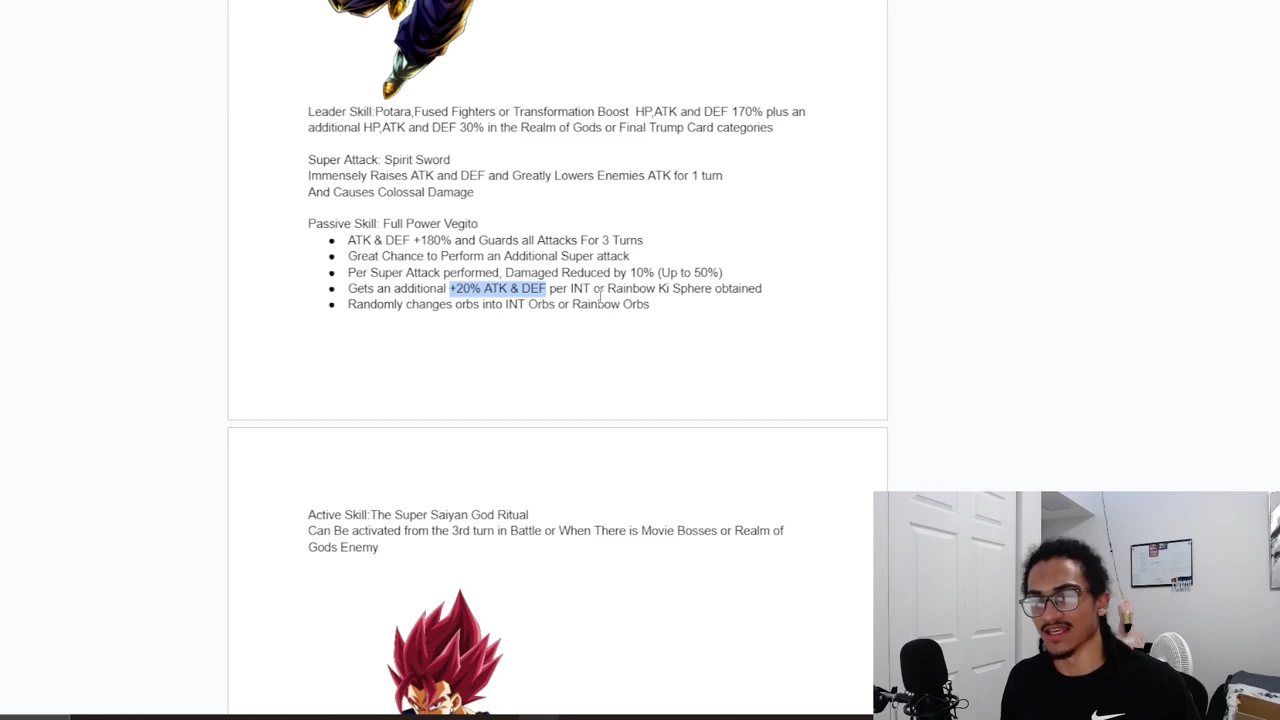 Leader Skill:Potara,Fused Fighters or Transformation Boost  HP,ATK and DEF 170% plus an
additional HP,ATK and DEF 30% in the Realm of Gods or Final Trump Card categories
Super Attack: Spirit Sword
Immensely Raises ATK and DEF and Greatly Lowers Enemies ATK for 1 turn
And Causes Colossal Damage
Passive Skill: Full Power Vegito
● ATK & DEF +180% and Guards all Attacks For 3 Turns
● Great Chance to Perform an Additional Super attack
● Per Super Attack performed, Damaged Reduced by 10% (Up to 50%)
● Gets an additional +20% ATK & DEF per INT or Rainbow Ki Sphere obtained
● Randomly changes orbs into INT Orbs or Rainbow Orbs
Active Skill:The Super Saiyan God Ritual
Can Be activated from the 3rd turn in Battle or When There is Movie Bosses or Realm of
Gods Enemy